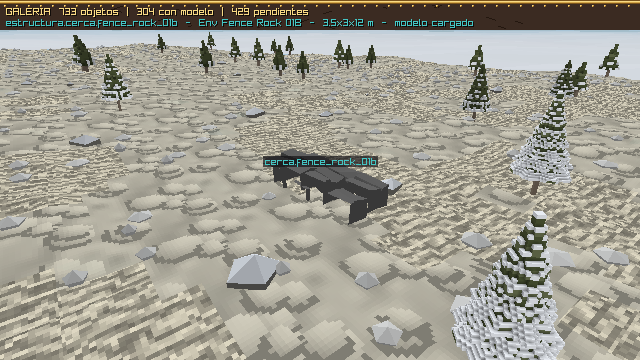 GALERIA  733 objetos | 304 con modelo | 429 pendientes
estructura.cerca.fence_rock_01b  -  Env Fence Rock 01B  -  3.5x3x12 m  -  modelo cargado
cerca.fence_rock_01b